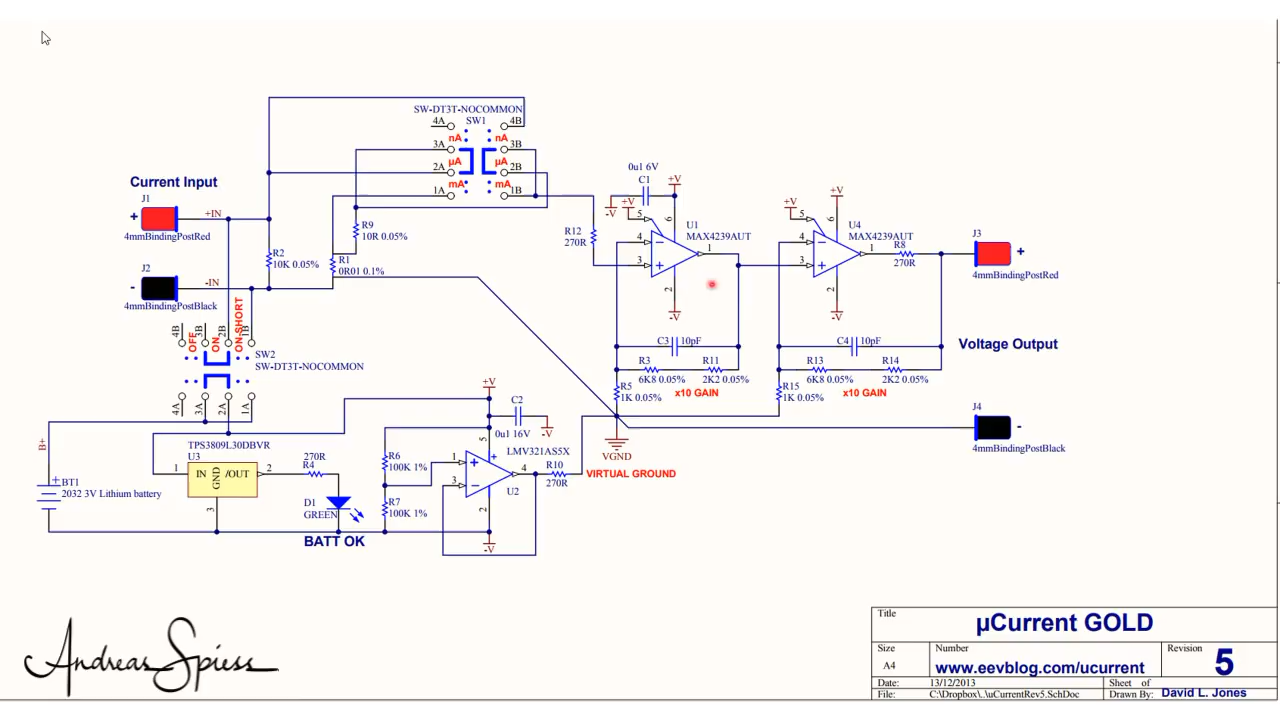 SW-DT3T-NOCOMMON
SW1
4A
4B
nA
nA
3A
3B
µA
µA
2A
2B
mA
mA
1A
1B
Current Input
J1
+
+IN
4mmBindingPostRed
J2
-
-IN
4mmBindingPostBlack
R2
10K 0.05%
R9
10R 0.05%
R1
0R01 0.1%
R12
270R
0u1 6V
C1
+V
-V
+V
5
6
4
3
1
2
U1
MAX4239AUT
-V
C3
10pF
R3
6K8 0.05%
R11
2K2 0.05%
R5
1K 0.05%
x10 GAIN
+V
+V
5
6
4
3
1
2
U4
MAX4239AUT
-V
R8
270R
C4
10pF
R13
6K8 0.05%
R14
2K2 0.05%
R15
1K 0.05%
x10 GAIN
J3
+
4mmBindingPostRed
Voltage Output
J4
-
4mmBindingPostBlack
VGND
VIRTUAL GROUND
4B
3B
2B
1B
OFF
ON
ON-SHORT
SW2
SW-DT3T-NOCOMMON
4A
3A
2A
1A
B+
BT1
2032 3V Lithium battery
TPS3809L30DBVR
U3
1
IN
GND
/OUT
2
3
270R
R4
D1
GREEN
BATT OK
R6
100K 1%
R7
100K 1%
+V
C2
0u1 16V
-V
5
1
3
4
2
LMV321AS5X
U2
-V
R10
270R
Andreas Spiess
Title
µCurrent GOLD
Size
A4
Number
www.eevblog.com/ucurrent
Revision
5
Date:
13/12/2013
Sheet of
File:
C:\Dropbox\..\uCurrentRev5.SchDoc
Drawn By:
David L. Jones